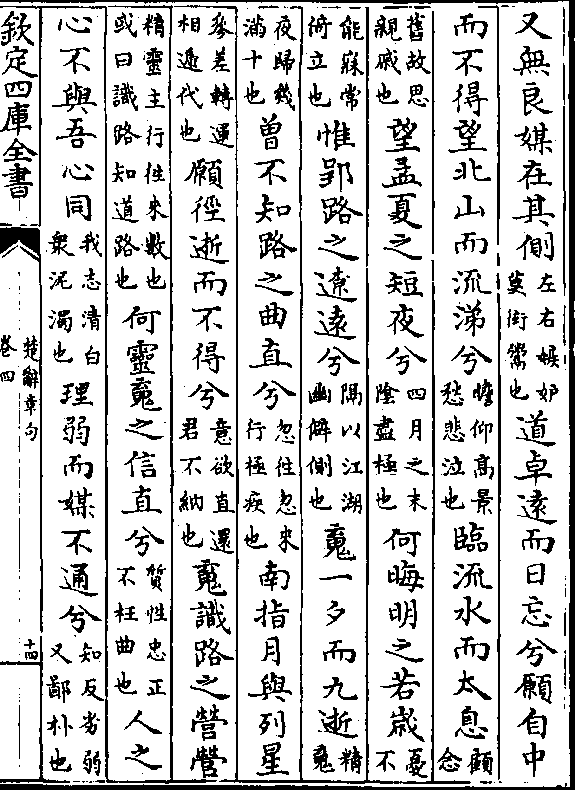 又無良媒在其側左右嫉妒莫衒鬻也道卓遠而日忘兮願自中
而不得望北山而流涕兮瞻仰高景愁悲泣也臨流水而太息顧念
舊故思親戚也望孟夏之短夜兮四月之末陰盡極也何晦明之若歲憂不
能寐常倚立也惟郢路之遼遠兮隅以江湖幽僻側也䰟一夕而九逝精䰟
夜歸幾滿十也曾不知路之曲直兮忽往忽來行極疾也南指月與列星
參差轉運相遞代也願徑逝而不得兮意欲直還君不納也䰟識路之營營
精靈主行往來數也或曰識路知道路也何靈䰟之信直兮質性忠正不枉曲也人之
心不與吾心同我志清白衆泥濁也理弱而媒不通兮知友劣弱又鄙朴也
欽定四庫全書
楚辭章句
卷四
十四